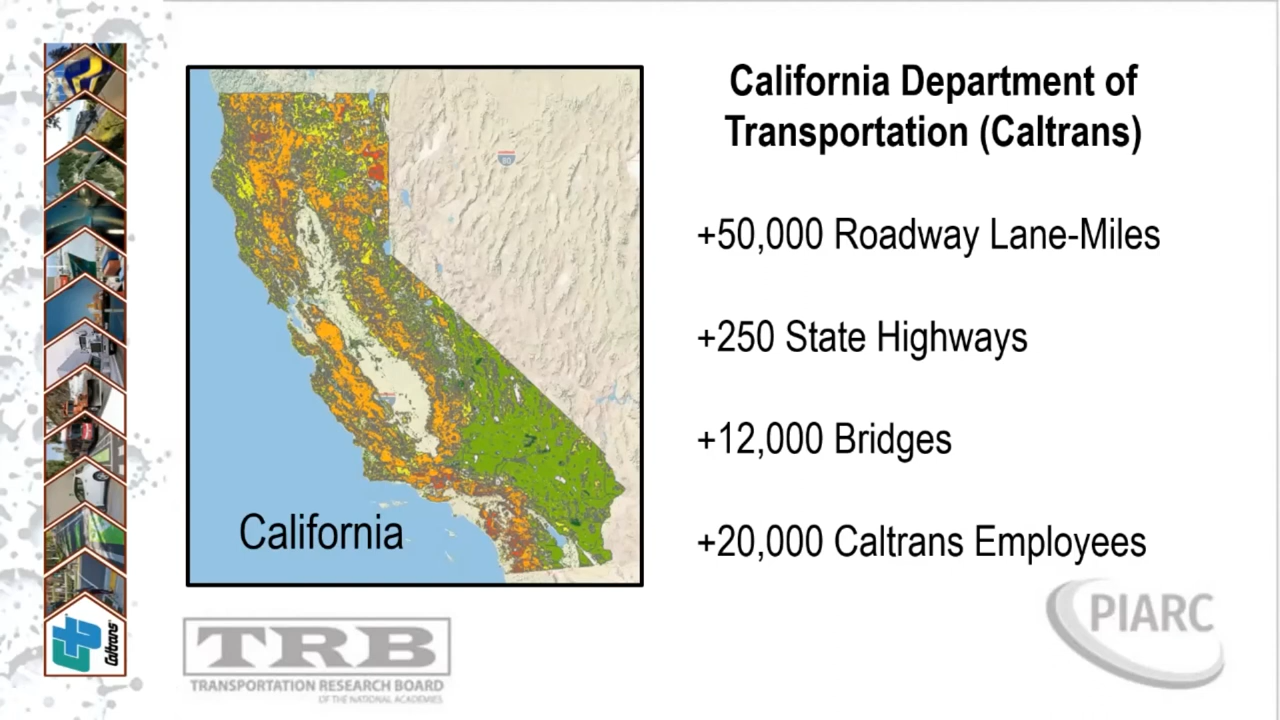 California Department of
Transportation (Caltrans)
+50,000 Roadway Lane-Miles
+250 State Highways
+12,000 Bridges
+20,000 Caltrans Employees
80
California
Caltrans
TRB
TRANSPORTATION RESEARCH BOARD
OF THE NATIONAL ACADEMIES
PIARC